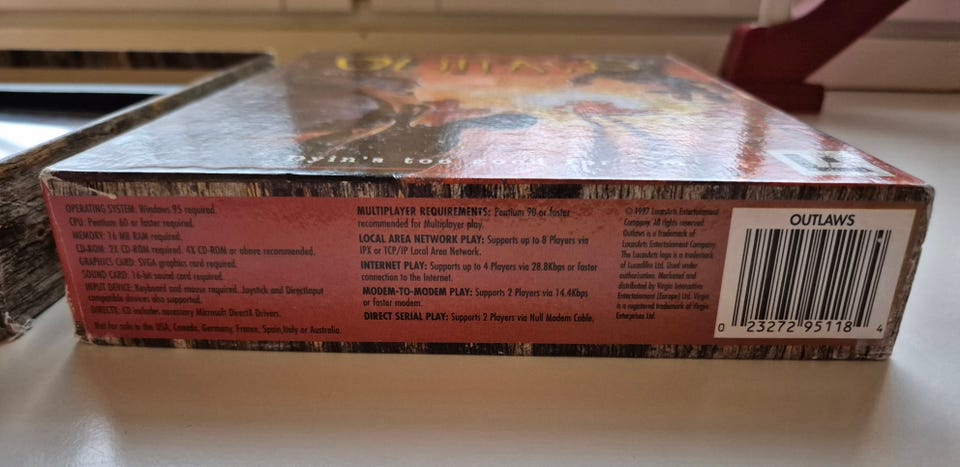 OUTLAWS
Dyin's too good for
OPERATING SYSTEM: Windows 95 required.
CPU: Pentium 60 or faster required.
MEMORY: 16 MB RAM required.
CD-ROM: 2X CD-ROM required. 4X CD-ROM or above recommended.
GRAPHICS CARD: SVGA graphics card required.
SOUND CARD: 16-bit sound card required.
INPUT DEVICE: Keyboard and mouse required. Joystick and DirectInput
compatible devices also supported.
DIRECTX: CD includes necessary Microsoft DirectX Drivers.
Not for sale in the USA, Canada, Germany, France, Spain, Italy or Australia.
MULTIPLAYER REQUIREMENTS: Pentium 90 or faster
recommended for Multiplayer play.
LOCAL AREA NETWORK PLAY: Supports up to 8 Players via
IPX or TCP/IP Local Area Network.
INTERNET PLAY: Supports up to 4 Players via 28.8Kbps or faster
connection to the Internet.
MODEM-TO-MODEM PLAY: Supports 2 Players via 14.4Kbps
or faster modem.
DIRECT SERIAL PLAY: Supports 2 Players via Null Modem Cable.
© 1997 LucasArts Entertainment
Company. All rights reserved.
Outlaws is a trademark of
LucasArts Entertainment Company.
The LucasArts logo is a trademark
of Lucasfilm Ltd. Used under
authorisation. Marketed and
distributed by Virgin Interactive
Entertainment (Europe) Ltd. Virgin
is a registered trademark of Virgin
Enterprises Ltd.
OUTLAWS
0 23272 95118 4